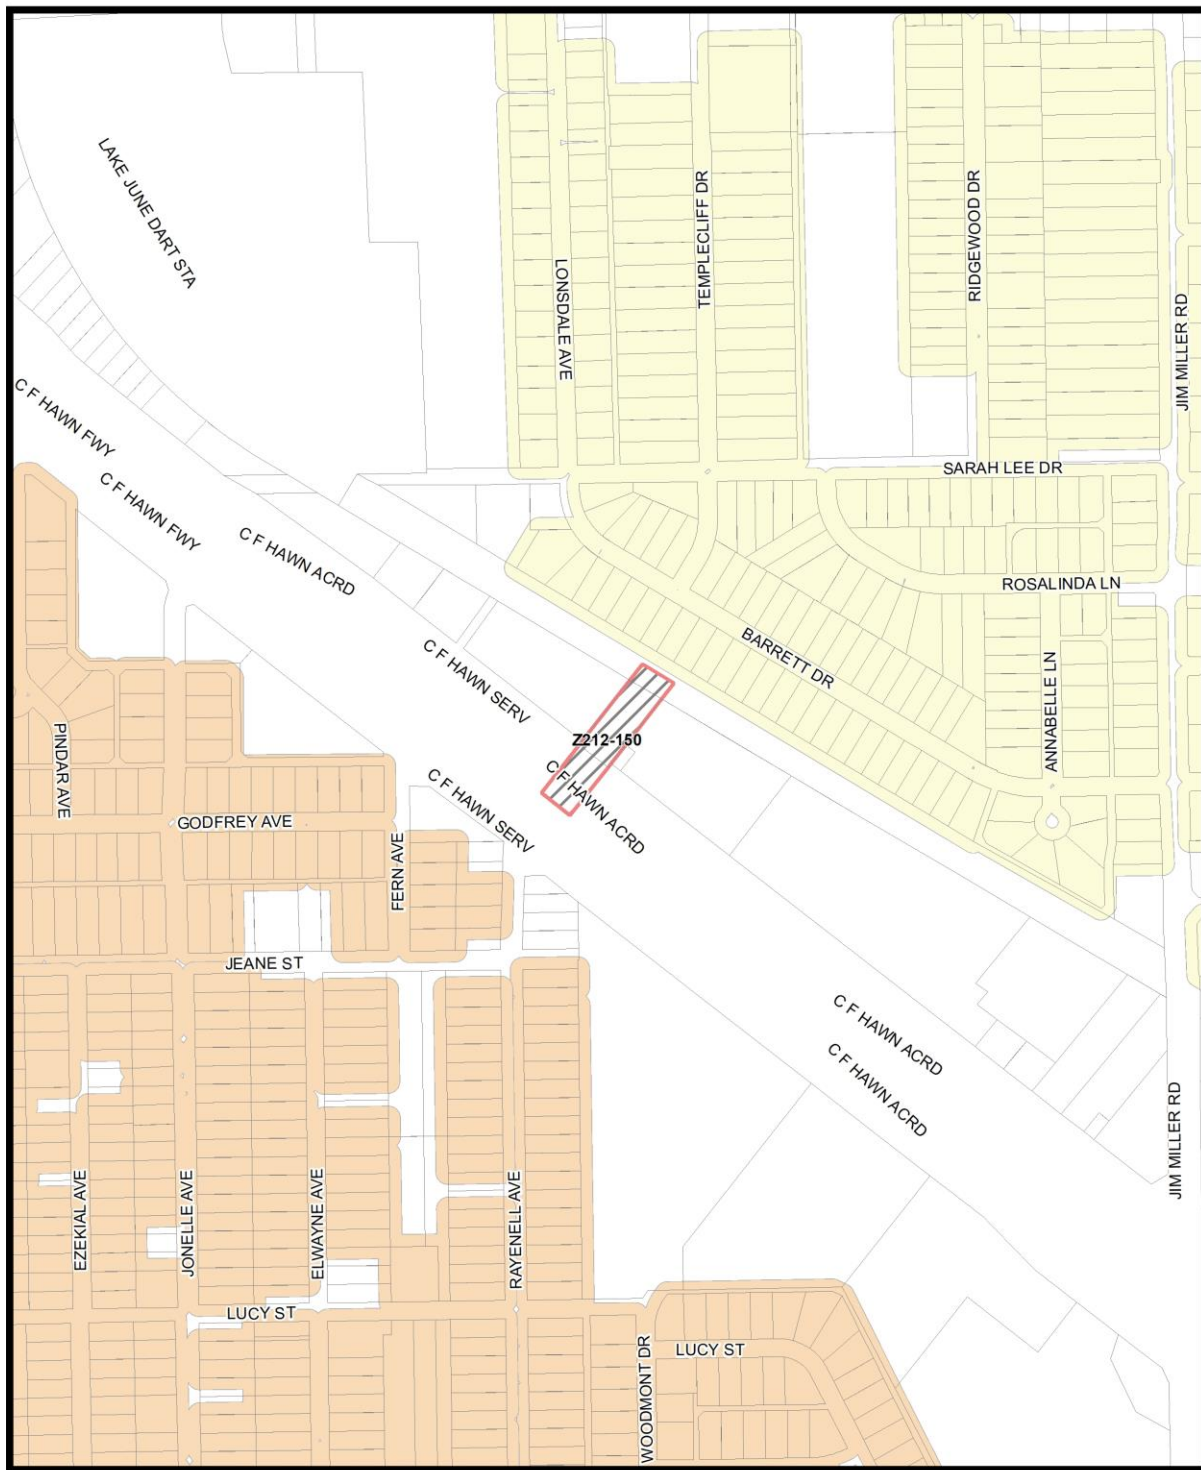 LAKE JUNE DART STA
LONSDALE AVE
TEMPLECLIFF DR
RIDGEWOOD DR
JIM MILLER RD
C F HAWN FWY
C F HAWN FWY
SARAH LEE DR
C F HAWN ACRD
ROSALINDA LN
BARRETT DR
C F HAWN SERV
ANNABELLE LN
PINDAR AVE
Z212-150
C F HAWN ACRD
C F HAWN SERV
GODFREY AVE
FERN AVE
JEANE ST
C F HAWN ACRD
C F HAWN ACRD
JIM MILLER RD
EZEKIAL AVE
JONELLE AVE
ELWAYNE AVE
RAYENELL AVE
LUCY ST
WOODMONT DR
LUCY ST